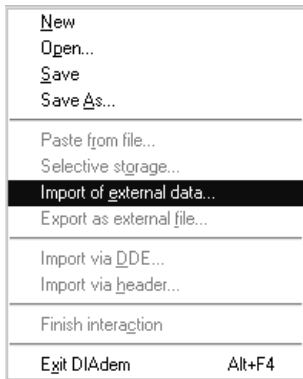 New
Open...
Save
Save As...
Paste from file...
Selective storage...
Import of external data...
Export as external file...
Import via DDE...
Import via header...
Finish interaction
Exit DIAdem Alt+F4